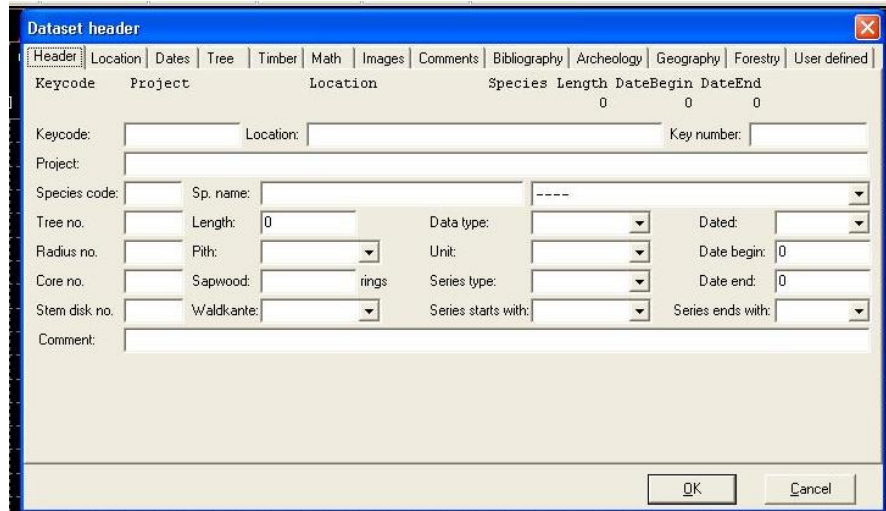 Dataset header
Header Location Dates Tree Timber Math Images Comments Bibliography Archeology Geography Forestry User defined
Keycode Project Location Species Length DateBegin DateEnd
0 0 0
Keycode: Location: Key number:
Project:
Species code: Sp. name: ----
Tree no. Length: 0 Data type: Dated:
Radius no. Pith: Unit: Date begin: 0
Core no. Sapwood: rings Series type: Date end: 0
Stem disk no. Waldkante: Series starts with: Series ends with:
Comment:
OK Cancel